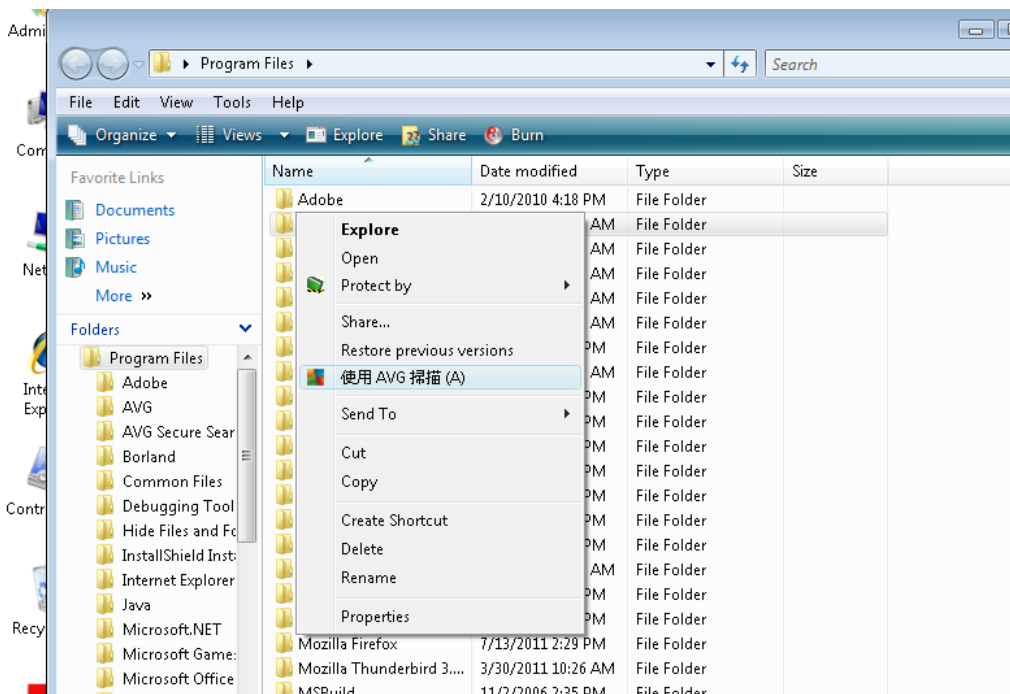 Admi
Program Files
Search
File Edit View Tools Help
Organize Views Explore Share Burn
Com
Favorite Links
Name Date modified Type Size
Documents
Adobe 2/10/2010 4:18 PM File Folder
Explore AM File Folder
Pictures
Open AM File Folder
Net
Music
Protect by AM File Folder
More AM File Folder
Share... AM File Folder
Folders
Restore previous versions PM File Folder
Program Files
使用 AVG 掃描 (A) AM File Folder
Inte
Adobe PM File Folder
Exp
AVG
Send To PM File Folder
AVG Secure Sear
Cut PM File Folder
Borland
PM File Folder
Common Files
Copy PM File Folder
Contr
Debugging Tool
Create Shortcut PM File Folder
Hide Files and Fo
Delete PM File Folder
InstallShield Insta
AM File Folder
Internet Explorer
Rename PM File Folder
Java
Properties PM File Folder
Recy
Microsoft.NET
Mozilla Firefox 7/13/2011 2:29 PM File Folder
Microsoft Game
Mozilla Thunderbird 3.... 3/30/2011 10:26 AM File Folder
Microsoft Office
MSBuild 11/2/2006 2:35 PM File Folder